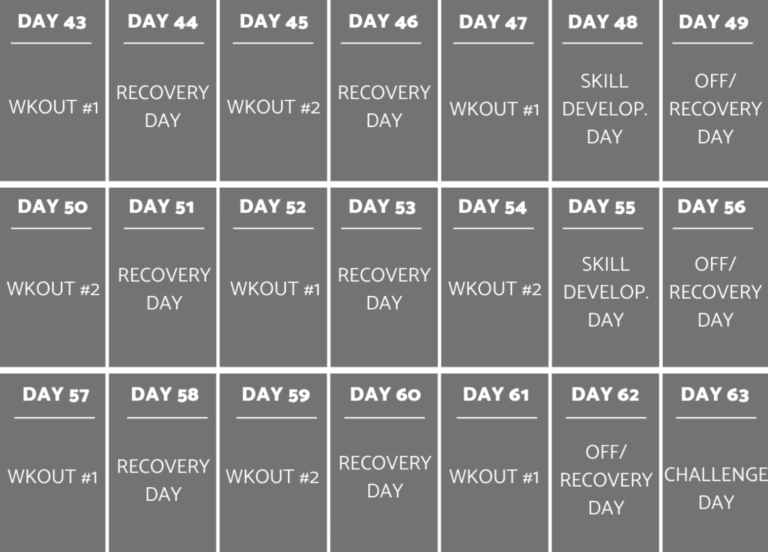 DAY 43
WKOUT #1
DAY 44
RECOVERY
DAY
DAY 45
WKOUT #2
DAY 46
RECOVERY
DAY
DAY 47
WKOUT #1
DAY 48
SKILL
DEVELOP.
DAY
DAY 49
OFF/
RECOVERY
DAY
DAY 50
WKOUT #2
DAY 51
RECOVERY
DAY
DAY 52
WKOUT #1
DAY 53
RECOVERY
DAY
DAY 54
WKOUT #2
DAY 55
SKILL
DEVELOP.
DAY
DAY 56
OFF/
RECOVERY
DAY
DAY 57
WKOUT #1
DAY 58
RECOVERY
DAY
DAY 59
WKOUT #2
DAY 60
RECOVERY
DAY
DAY 61
WKOUT #1
DAY 62
OFF/
RECOVERY
DAY
DAY 63
CHALLENGE
DAY